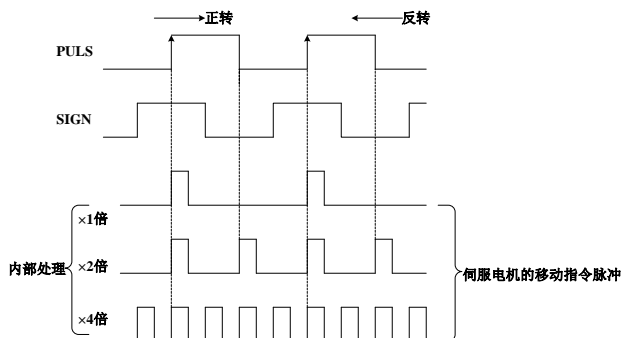 正转
反转
PULS
SIGN
×1倍
内部处理
×2倍
伺服电机的移动指令脉冲
×4倍